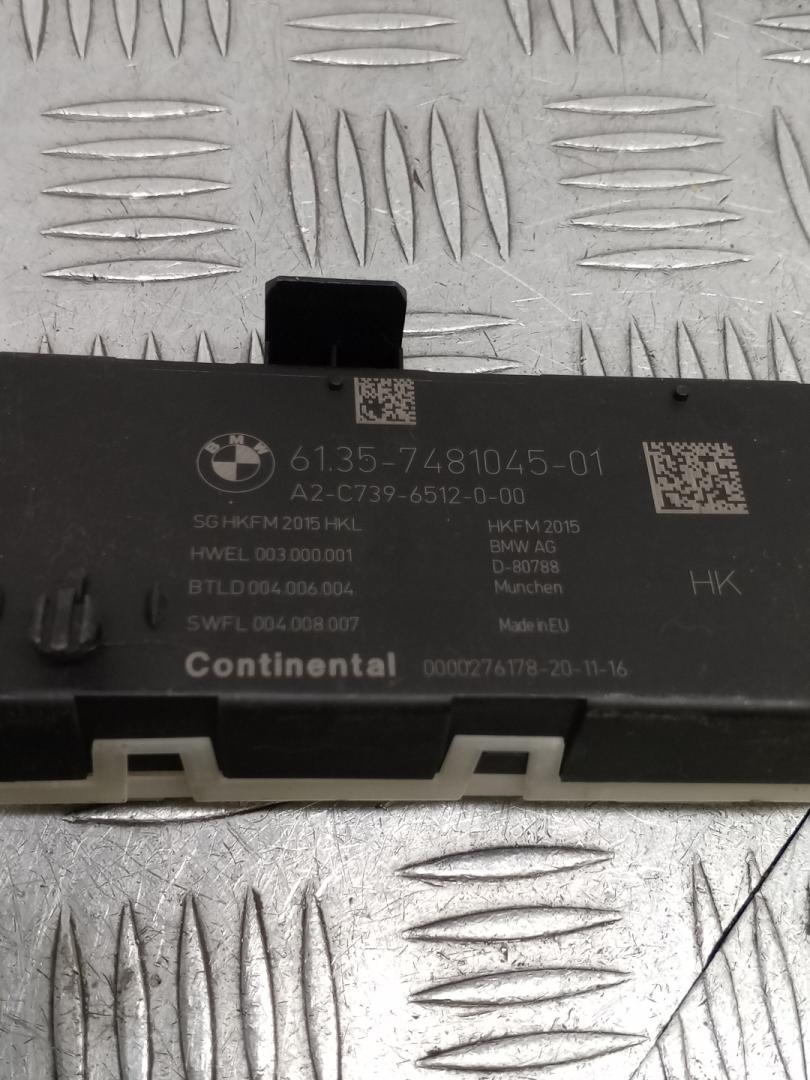 BMW
61.35-7481045-01
A2-C739-6512-0-00
SG HKFM 2015 HKL
HWEL 003.000.001
BTLD 004.006.004
SWFL 004.008.007
HKFM 2015
BMW AG
D-80788
Munchen
Made in EU
HK
Continental 0000276178-20-11-16